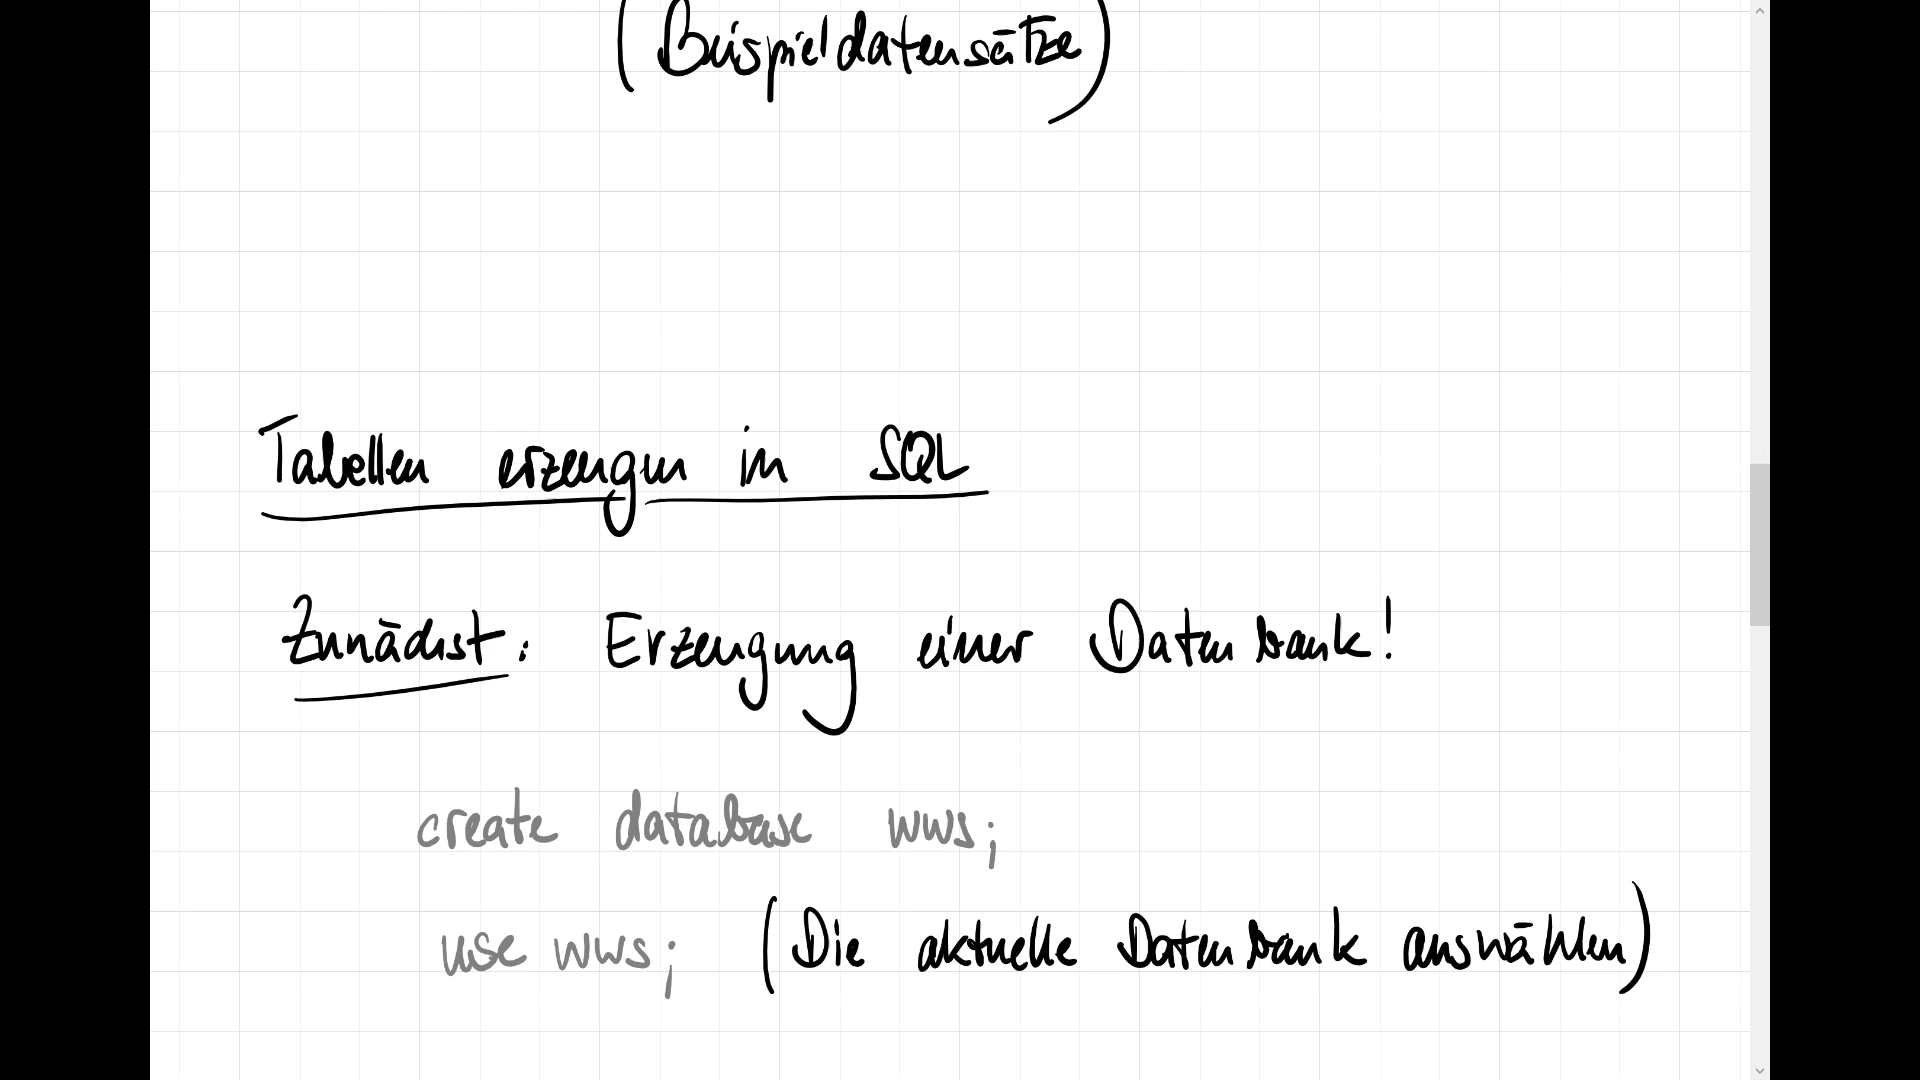 (Beispieldatensätze)
Tabellen erzeugen in SQL
Zunächst: Erzeugung einer Datenbank!
create database wws;
use wws; (Die aktuelle Datenbank auswählen)